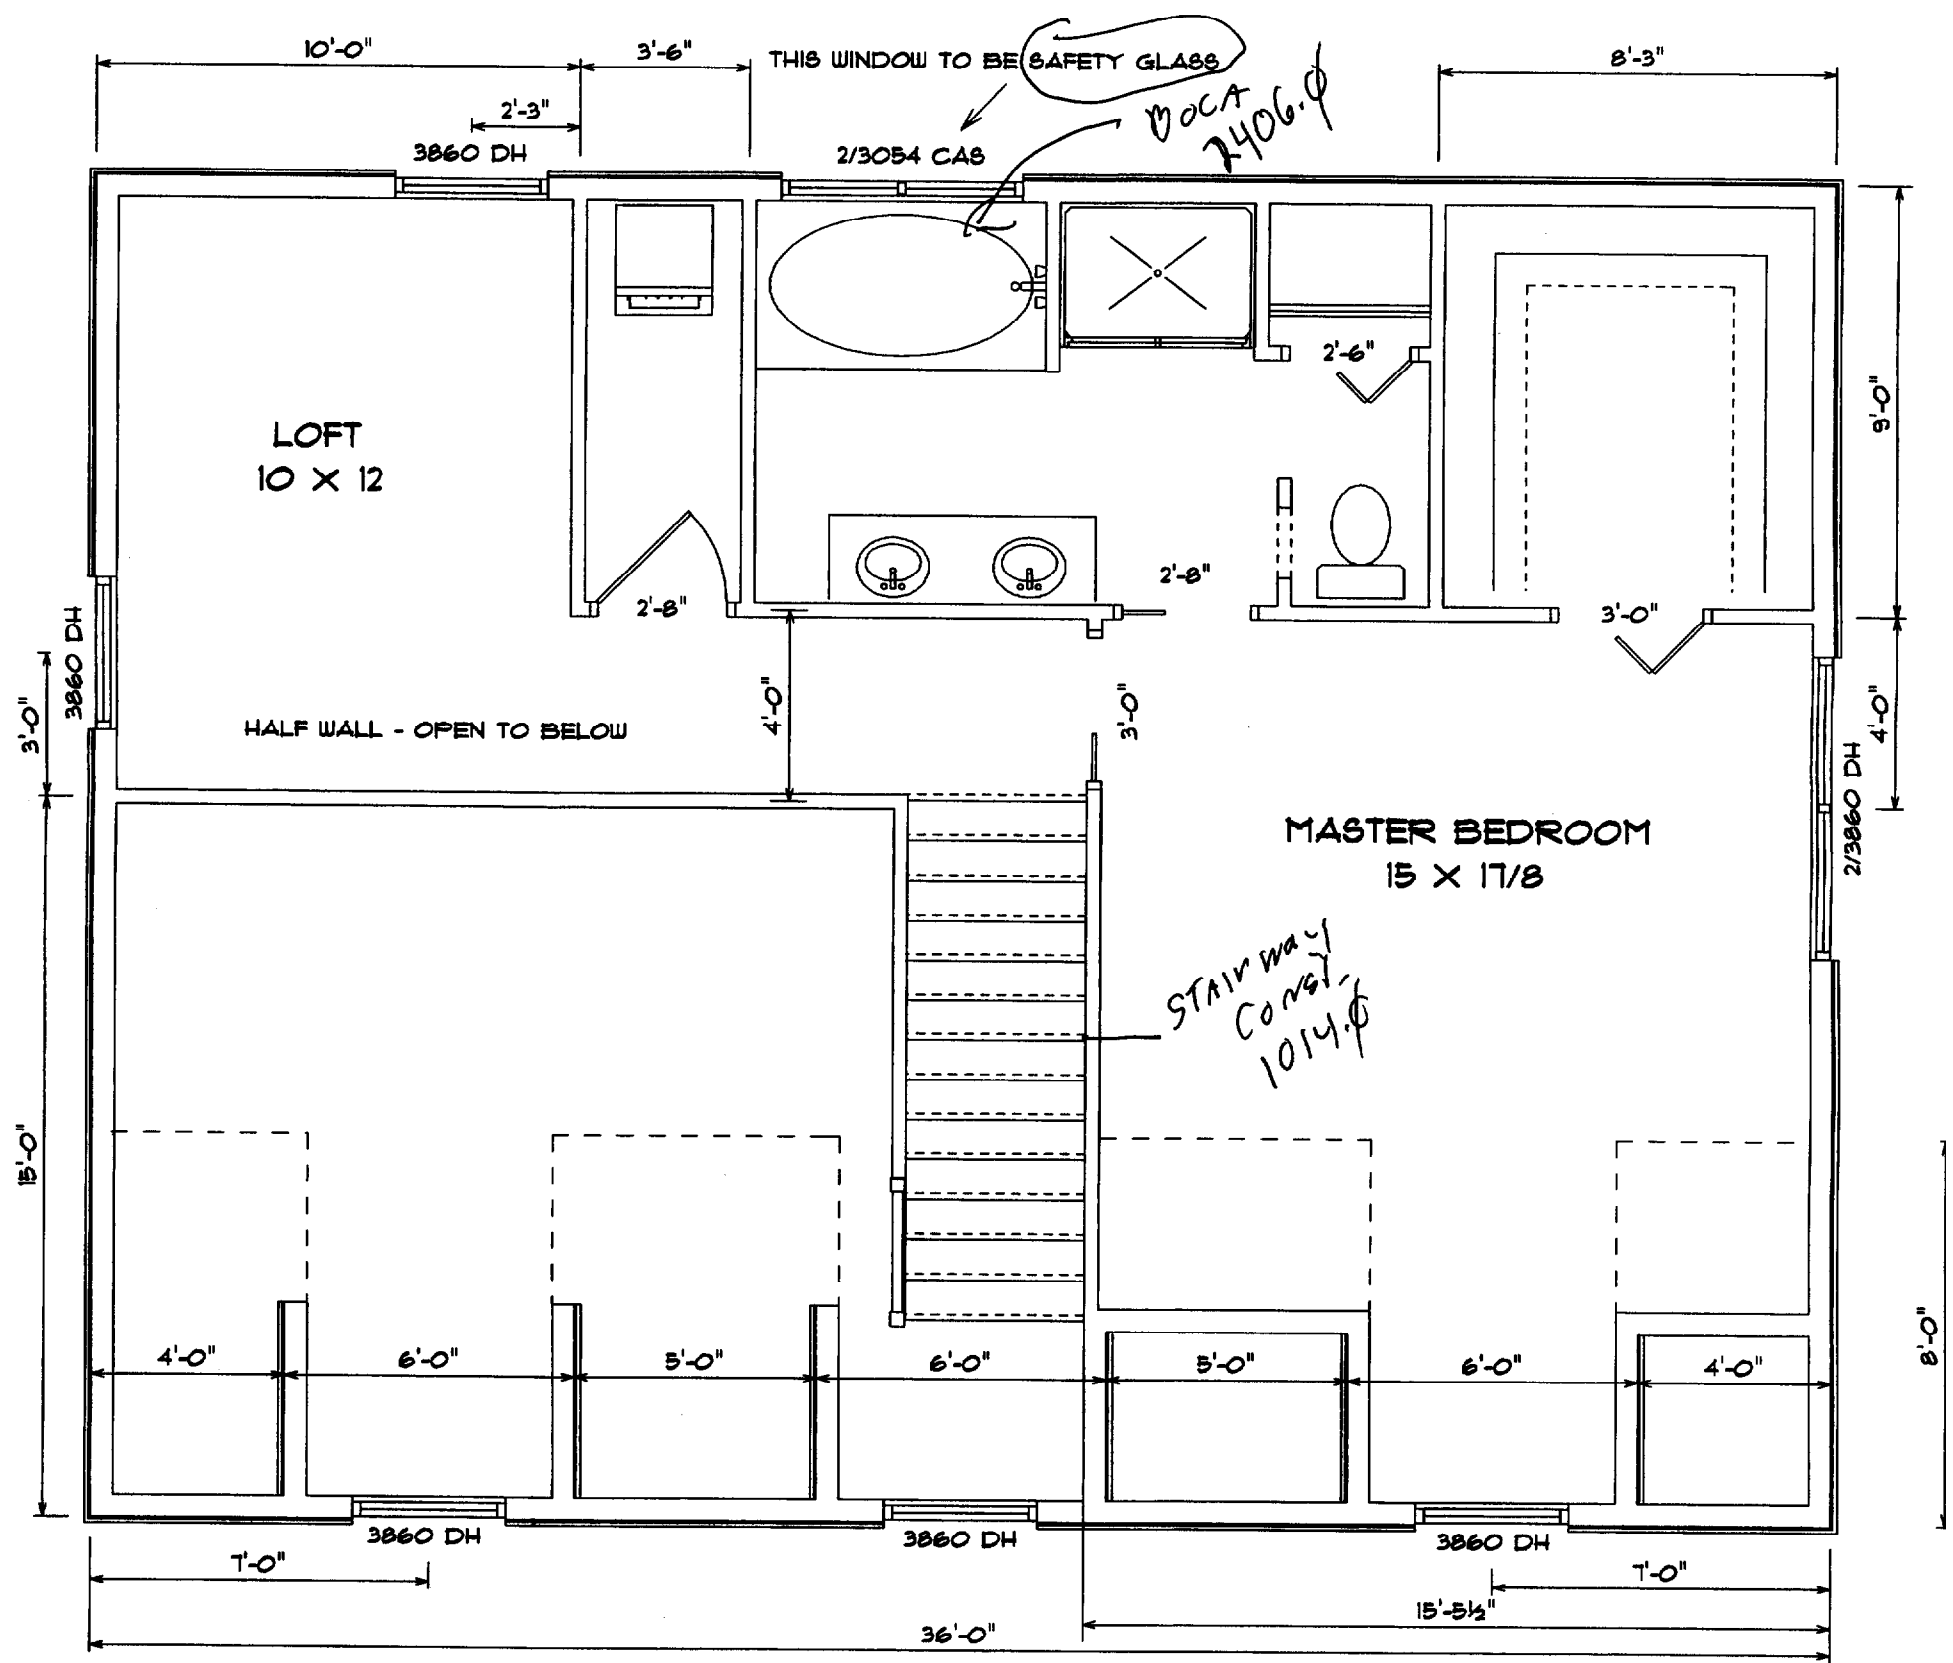 10'-0"
3'-6"
THIS WINDOW TO BE SAFETY GLASS
8'-3"
2'-3"
BOCA
2406.0
3860 DH
2/3054 CAS
2'-6"
9'-0"
LOFT
10 X 12
2'-8"
2'-8"
3'-0"
3860 DH
3'-0"
4'-0"
3'-0"
4'-0"
HALF WALL - OPEN TO BELOW
2/3860 DH
MASTER BEDROOM
15 X 17/8
STAIRWAY
CONST.
1014.0
15'-0"
8'-0"
4'-0"
6'-0"
5'-0"
6'-0"
5'-0"
6'-0"
4'-0"
3860 DH
3860 DH
3860 DH
7'-0"
7'-0"
15'-5½"
36'-0"